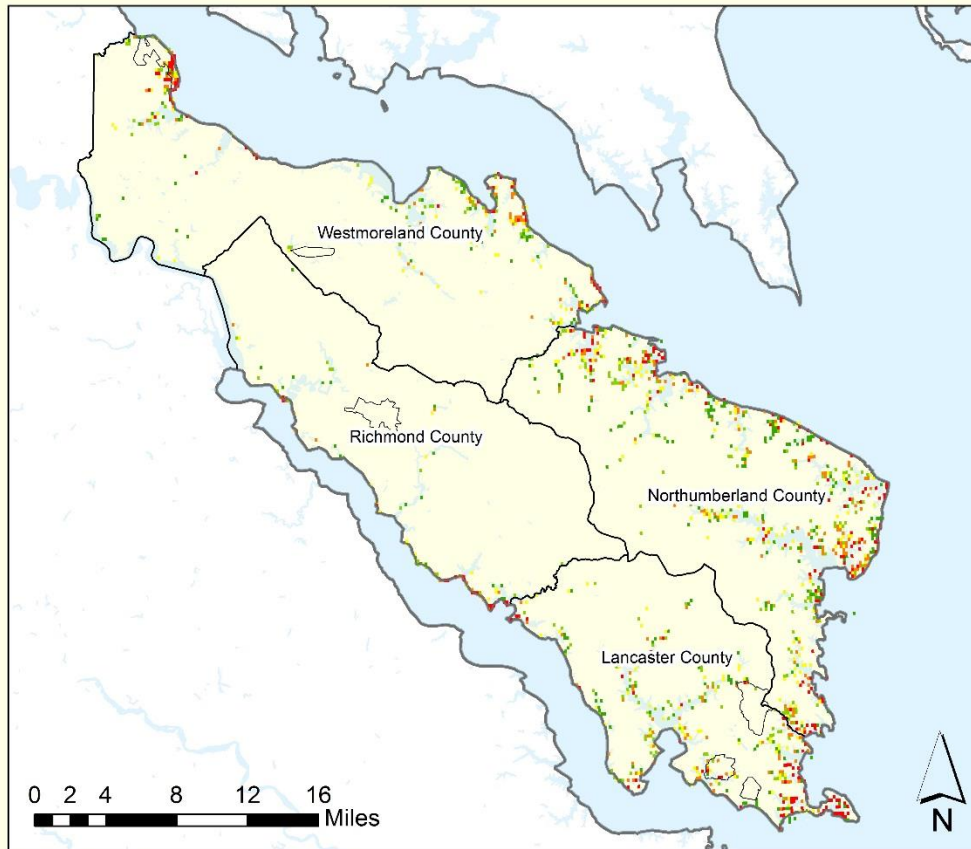 Westmoreland County
Richmond County
Northumberland County
Lancaster County
0 2 4 8 12 16
Miles
N